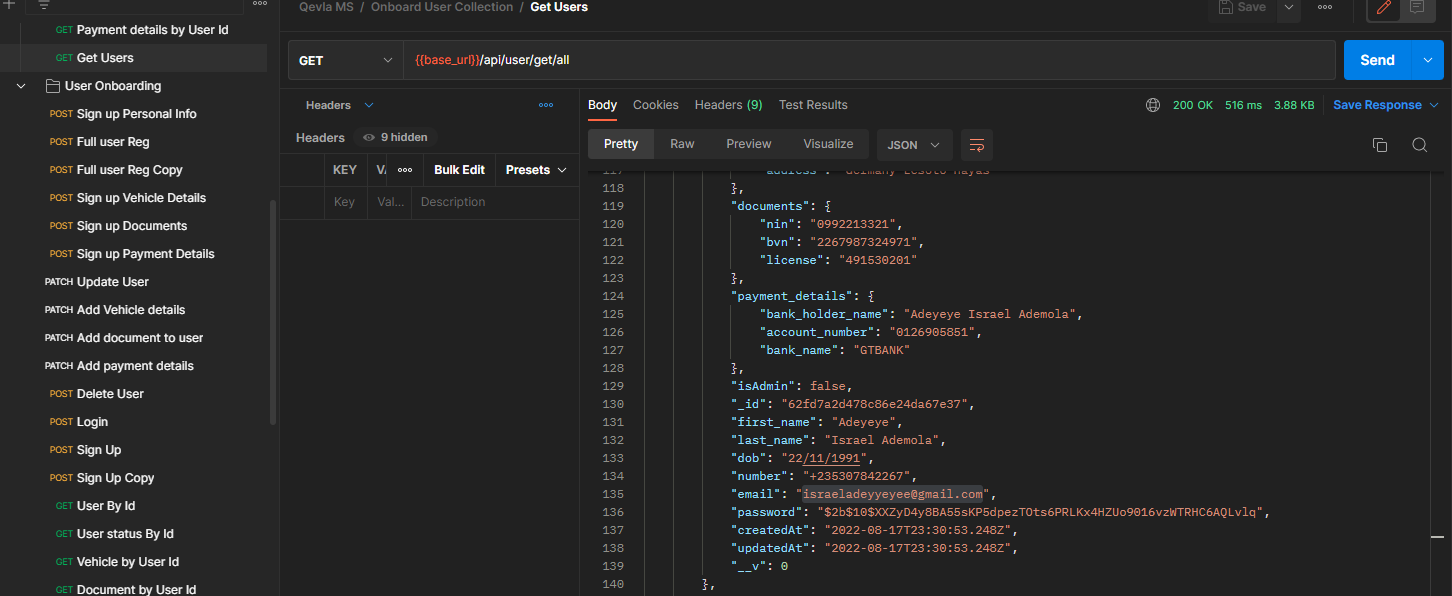 Qevla MS / Onboard User Collection / Get Users
Save
GET Payment details by User Id
GET Get Users
User Onboarding
POST Sign up Personal Info
POST Full user Reg
POST Full user Reg Copy
POST Sign up Vehicle Details
POST Sign up Documents
POST Sign up Payment Details
PATCH Update User
PATCH Add Vehicle details
PATCH Add document to user
PATCH Add payment details
POST Delete User
POST Login
POST Sign Up
POST Sign Up Copy
GET User By Id
GET User status By Id
GET Vehicle by User Id
GET Document by User Id
GET {{base_url}}/api/user/get/all Send
Headers
Headers 9 hidden
KEY VA Bulk Edit Presets
Key Val... Description
Body Cookies Headers (9) Test Results 200 OK 516 ms 3.88 KB Save Response
Pretty Raw Preview Visualize JSON
117 "address": "Germany Lesoto Hayas"
118 },
119 "documents": {
120 "nin": "0992213321",
121 "bvn": "2267987324971",
122 "license": "491530201"
123 },
124 "payment_details": {
125 "bank_holder_name": "Adeyeye Israel Ademola",
126 "account_number": "0126905851",
127 "bank_name": "GTBANK"
128 },
129 "isAdmin": false,
130 "_id": "62fd7a2d478c86e24da67e37",
131 "first_name": "Adeyeye",
132 "last_name": "Israel Ademola",
133 "dob": "22/11/1991",
134 "number": "+235307842267",
135 "email": "israeladeyyeyee@gmail.com",
136 "password": "$2b$10$XXZyD4y8BA55sKP5dpezTOts6PRLKx4HZUo9016vzWTRHC6AQLvlq",
137 "createdAt": "2022-08-17T23:30:53.248Z",
138 "updatedAt": "2022-08-17T23:30:53.248Z",
139 "__v": 0
140 },